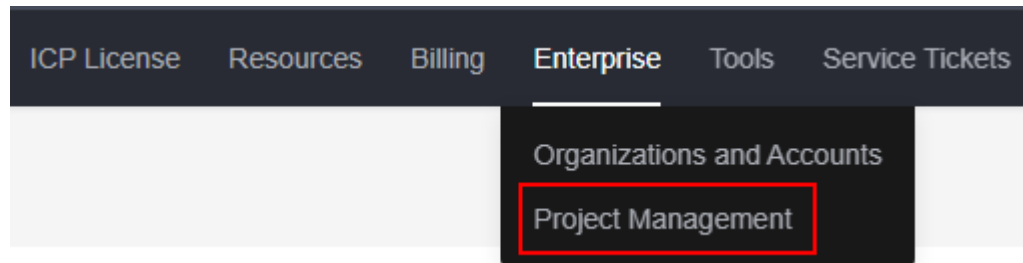 ICP License Resources Billing Enterprise Tools Service Tickets
Organizations and Accounts
Project Management